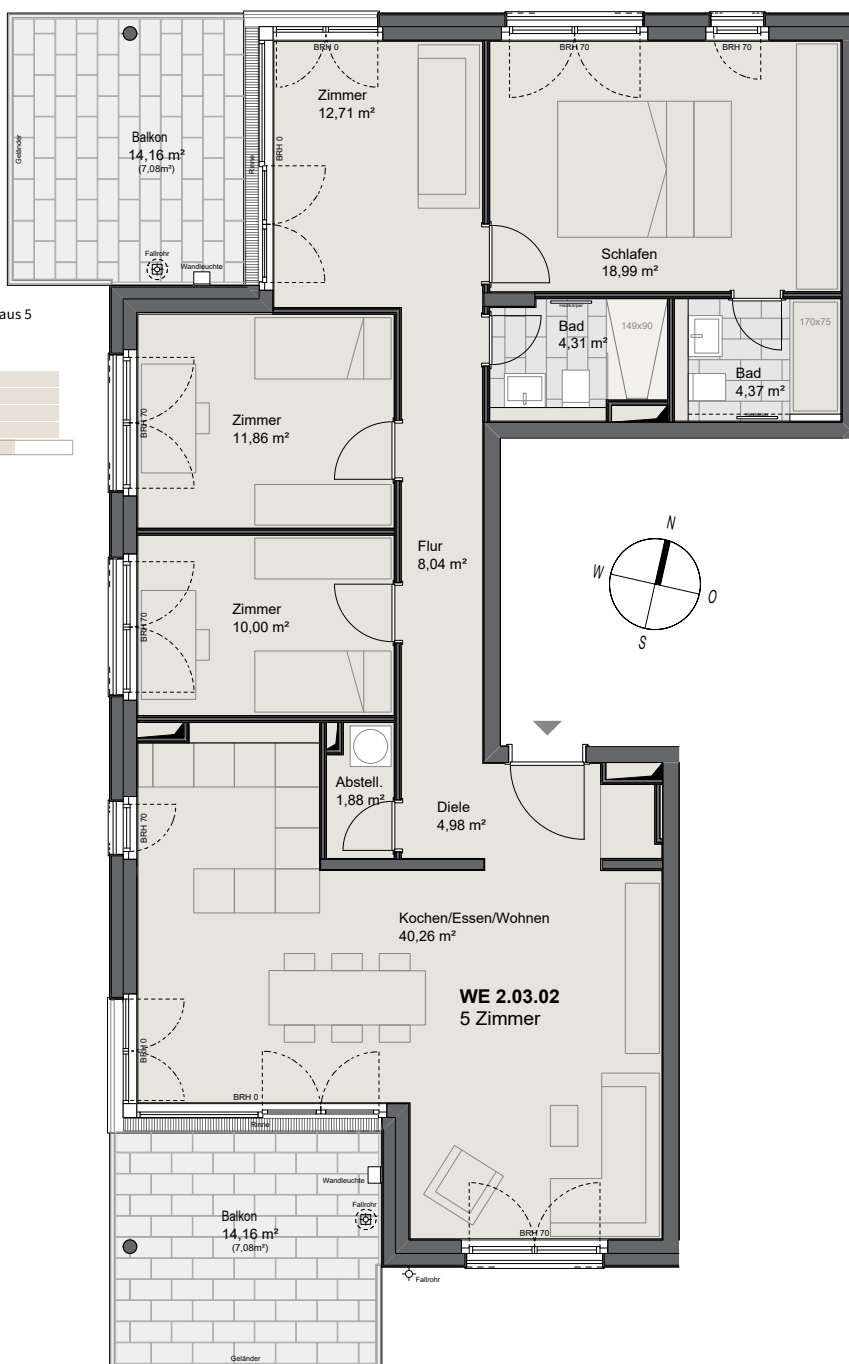 BRH 0
BRH 70
BRH 70
Zimmer
12,71 m²
Geländer
Balkon
14,16 m²
(7,08m²)
BRH 0
Rinne
Fallrohr
Wandleuchte
Schlafen
18,99 m²
aus 5
Bad
4,31 m²
149x90
170x75
Bad
4,37 m²
Zimmer
11,86 m²
BRH 70
Flur
8,04 m²
N
W
O
S
Zimmer
10,00 m²
BRH 70
Abstell.
1,88 m²
Diele
4,98 m²
BRH 70
Kochen/Essen/Wohnen
40,26 m²
WE 2.03.02
5 Zimmer
BRH 0
BRH 0
Rinne
Wandleuchte
Fallrohr
Balkon
14,16 m²
(7,08m²)
BRH 70
Fallrohr
Geländer